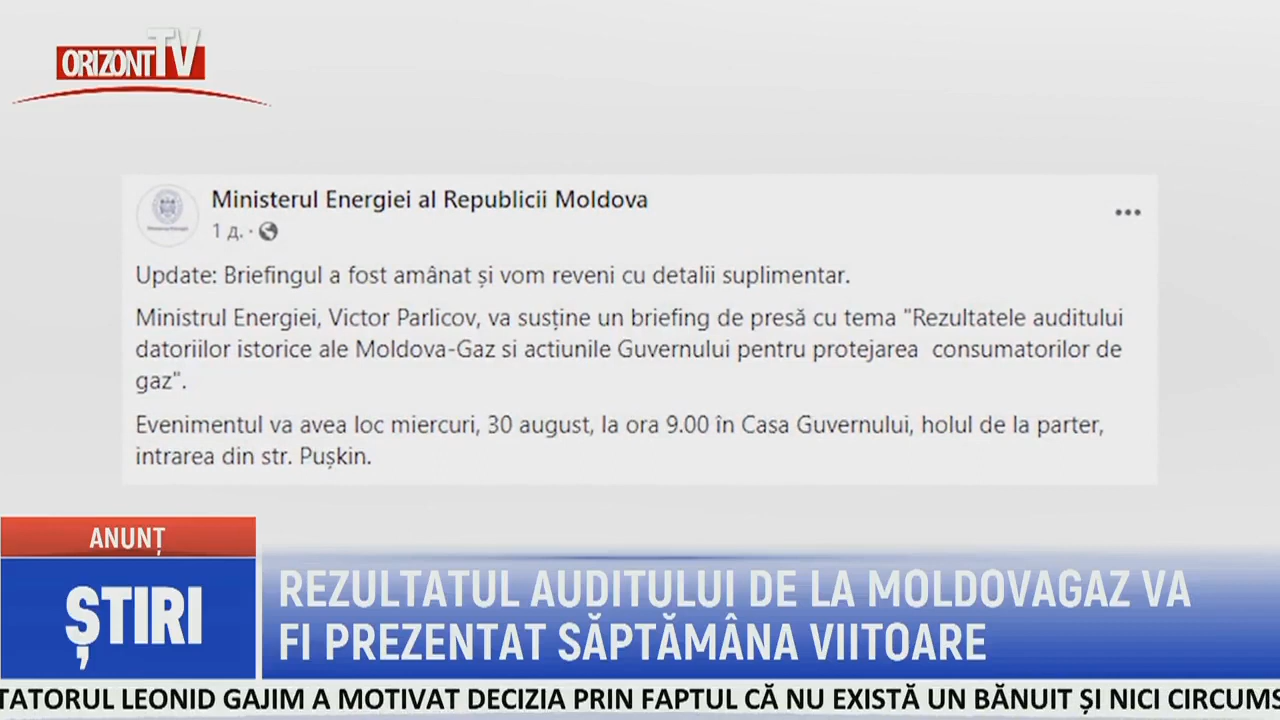 ORIZONT TV
Ministerul Energiei al Republicii Moldova
1 д. ·
Update: Briefingul a fost amânat și vom reveni cu detalii suplimentar.
Ministrul Energiei, Victor Parlicov, va susține un briefing de presă cu tema "Rezultatele auditului
datoriilor istorice ale Moldova-Gaz si actiunile Guvernului pentru protejarea consumatorilor de
gaz".
Evenimentul va avea loc miercuri, 30 august, la ora 9.00 în Casa Guvernului, holul de la parter,
intrarea din str. Pușkin.
ANUNȚ
ȘTIRI
REZULTATUL AUDITULUI DE LA MOLDOVAGAZ VA
FI PREZENTAT SĂPTĂMÂNA VIITOARE
TATORUL LEONID GAJIM A MOTIVAT DECIZIA PRIN FAPTUL CĂ NU EXISTĂ UN BĂNUIT ȘI NICI CIRCUMS